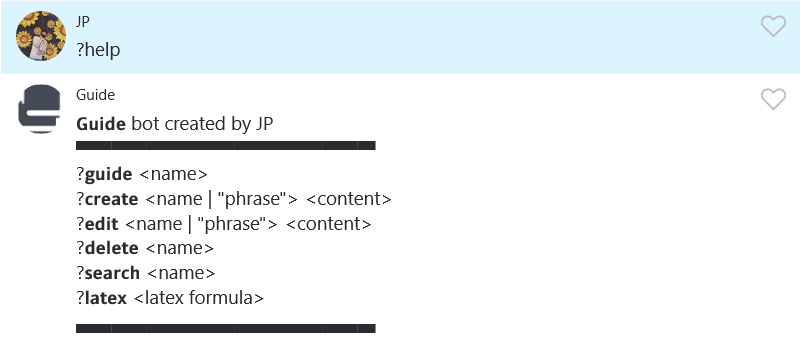 JP
?help
Guide
Guide bot created by JP
?guide <name>
?create <name | "phrase"> <content>
?edit <name | "phrase"> <content>
?delete <name>
?search <name>
?latex <latex formula>